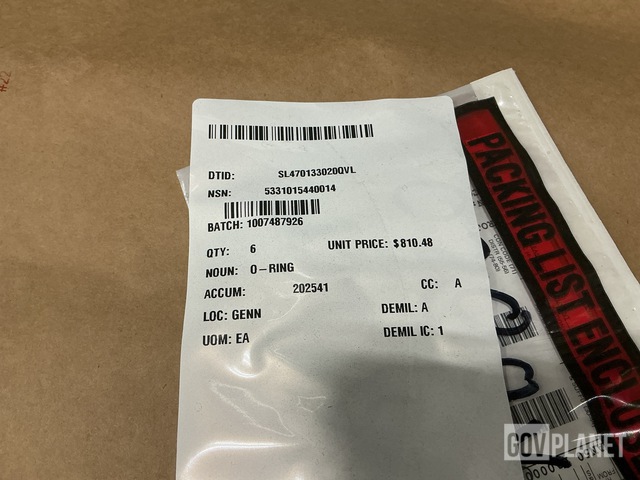 DTID: SL470133020QVL
NSN: 5331015440014
BATCH: 1007487926
QTY: 6 UNIT PRICE: $810.48
NOUN: O-RING
ACCUM: 202541 CC: A
LOC: GENN DEMIL: A
UOM: EA DEMIL IC: 1
PACKING LIST ENCLOSE
GOVPLANET